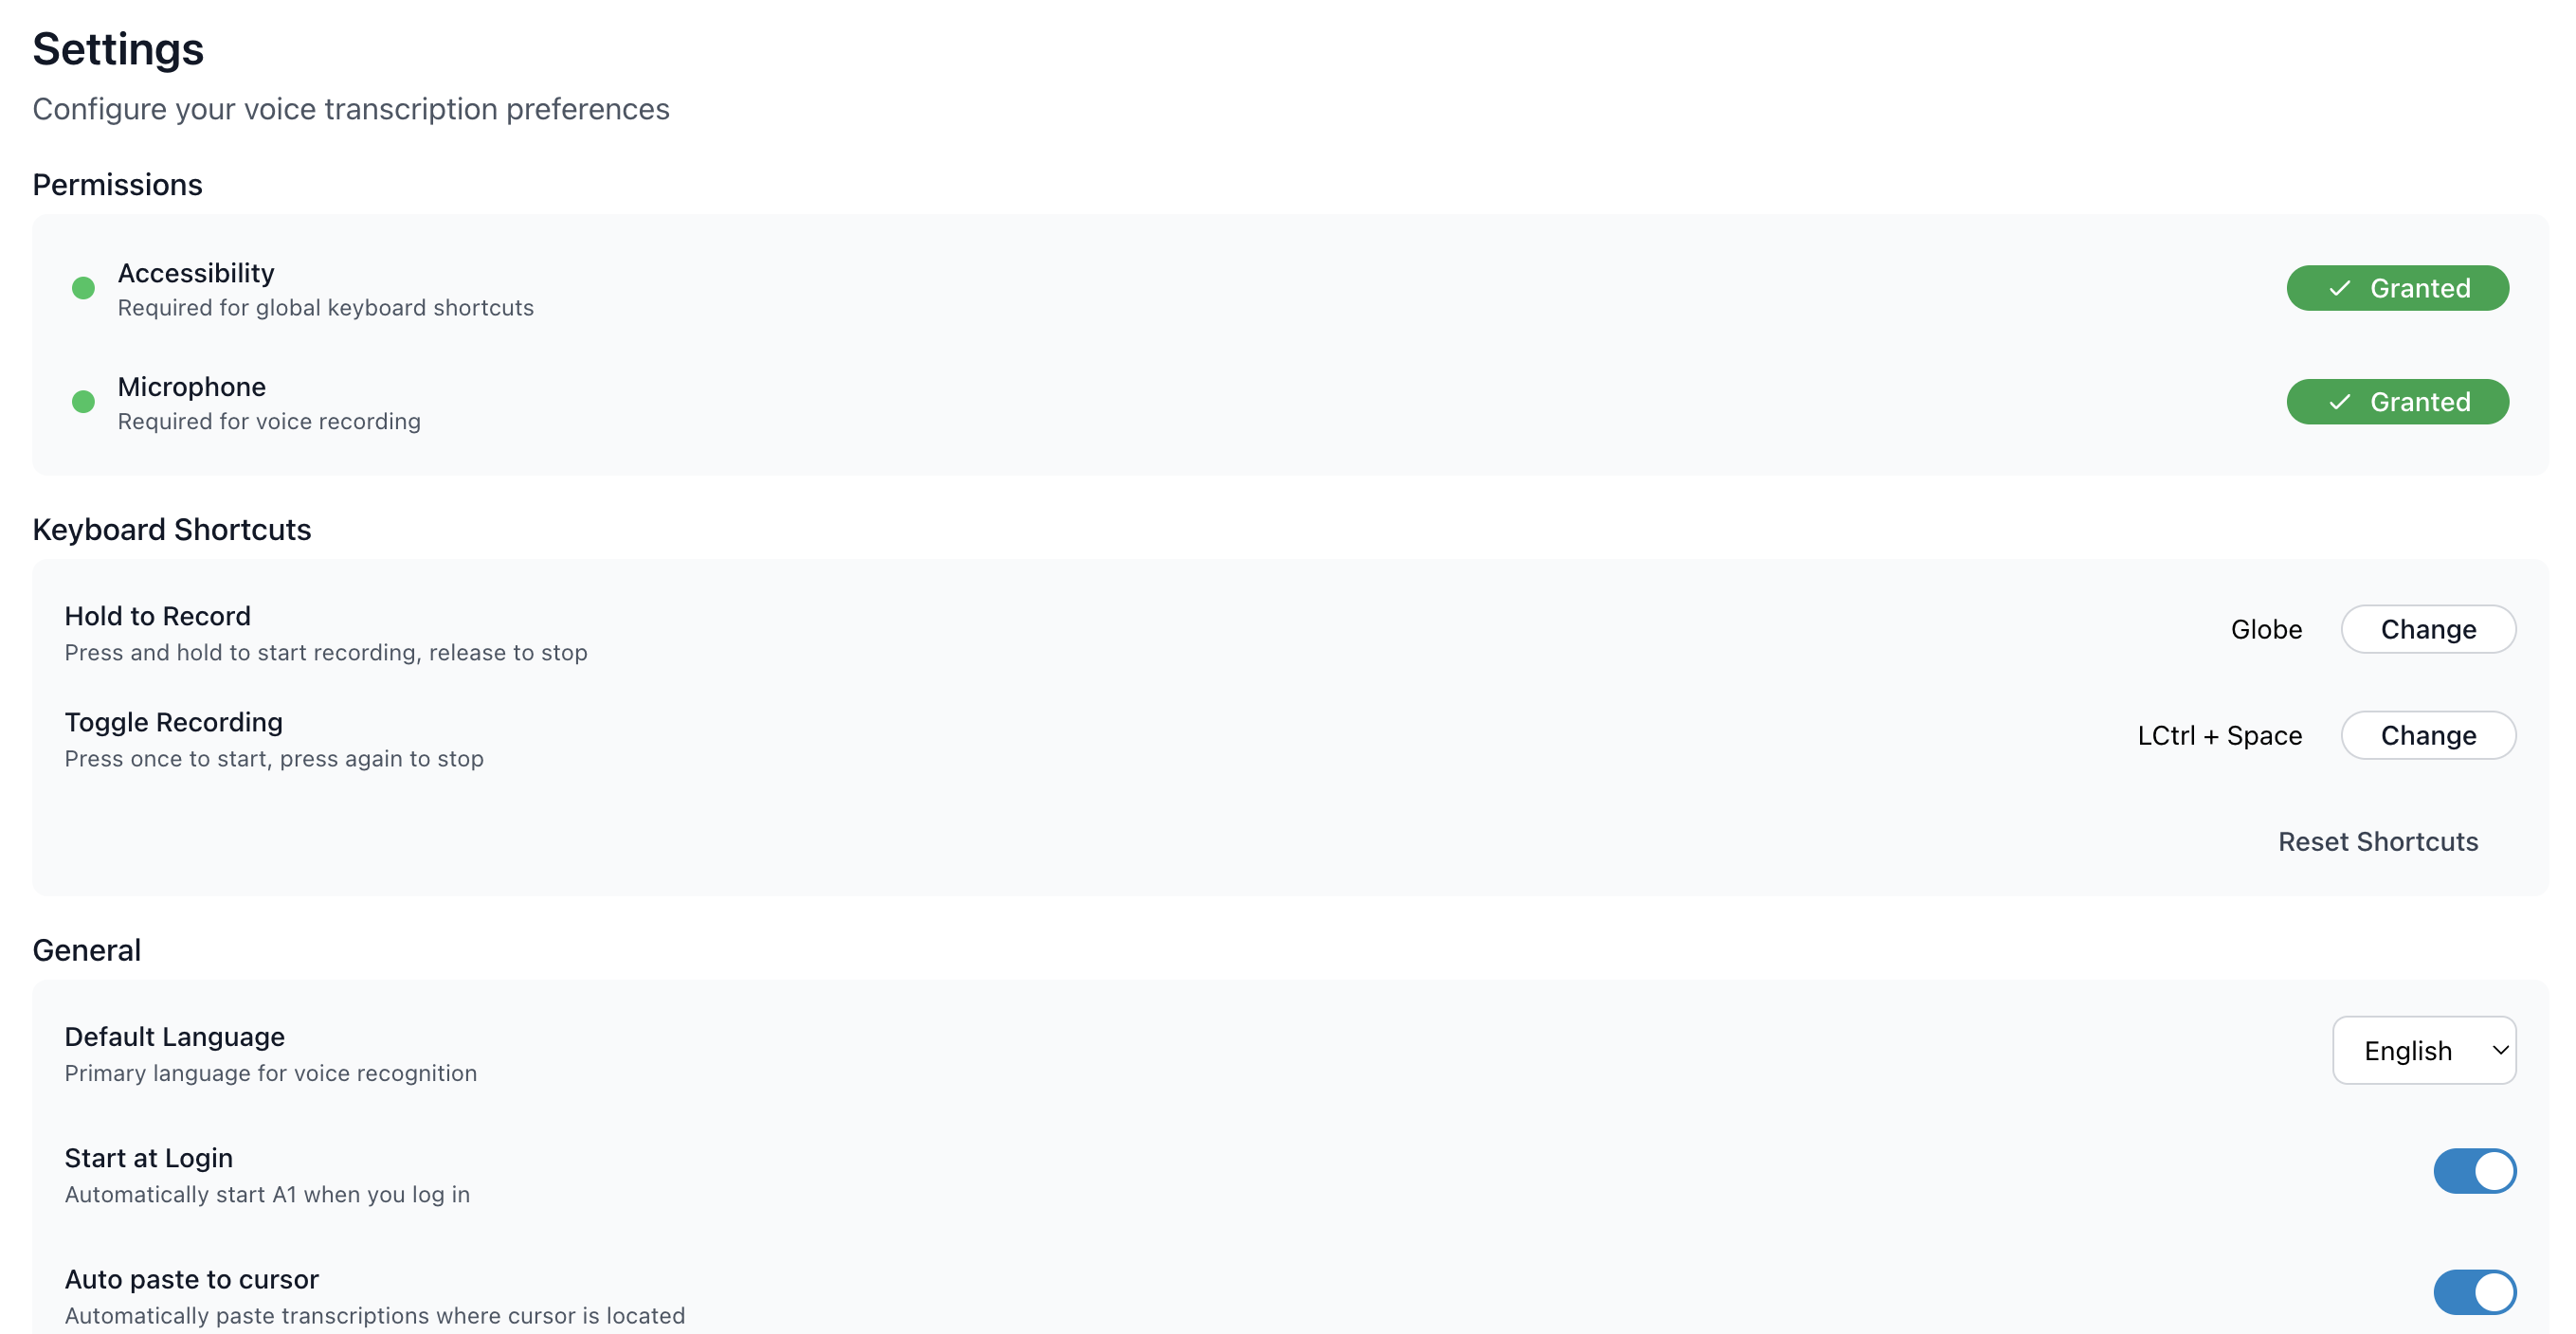 Settings
Configure your voice transcription preferences
Permissions
Accessibility
Required for global keyboard shortcuts
Granted
Microphone
Required for voice recording
Granted
Keyboard Shortcuts
Hold to Record
Press and hold to start recording, release to stop
Globe
Change
Toggle Recording
Press once to start, press again to stop
LCtrl + Space
Change
Reset Shortcuts
General
Default Language
Primary language for voice recognition
English
Start at Login
Automatically start A1 when you log in
Auto paste to cursor
Automatically paste transcriptions where cursor is located